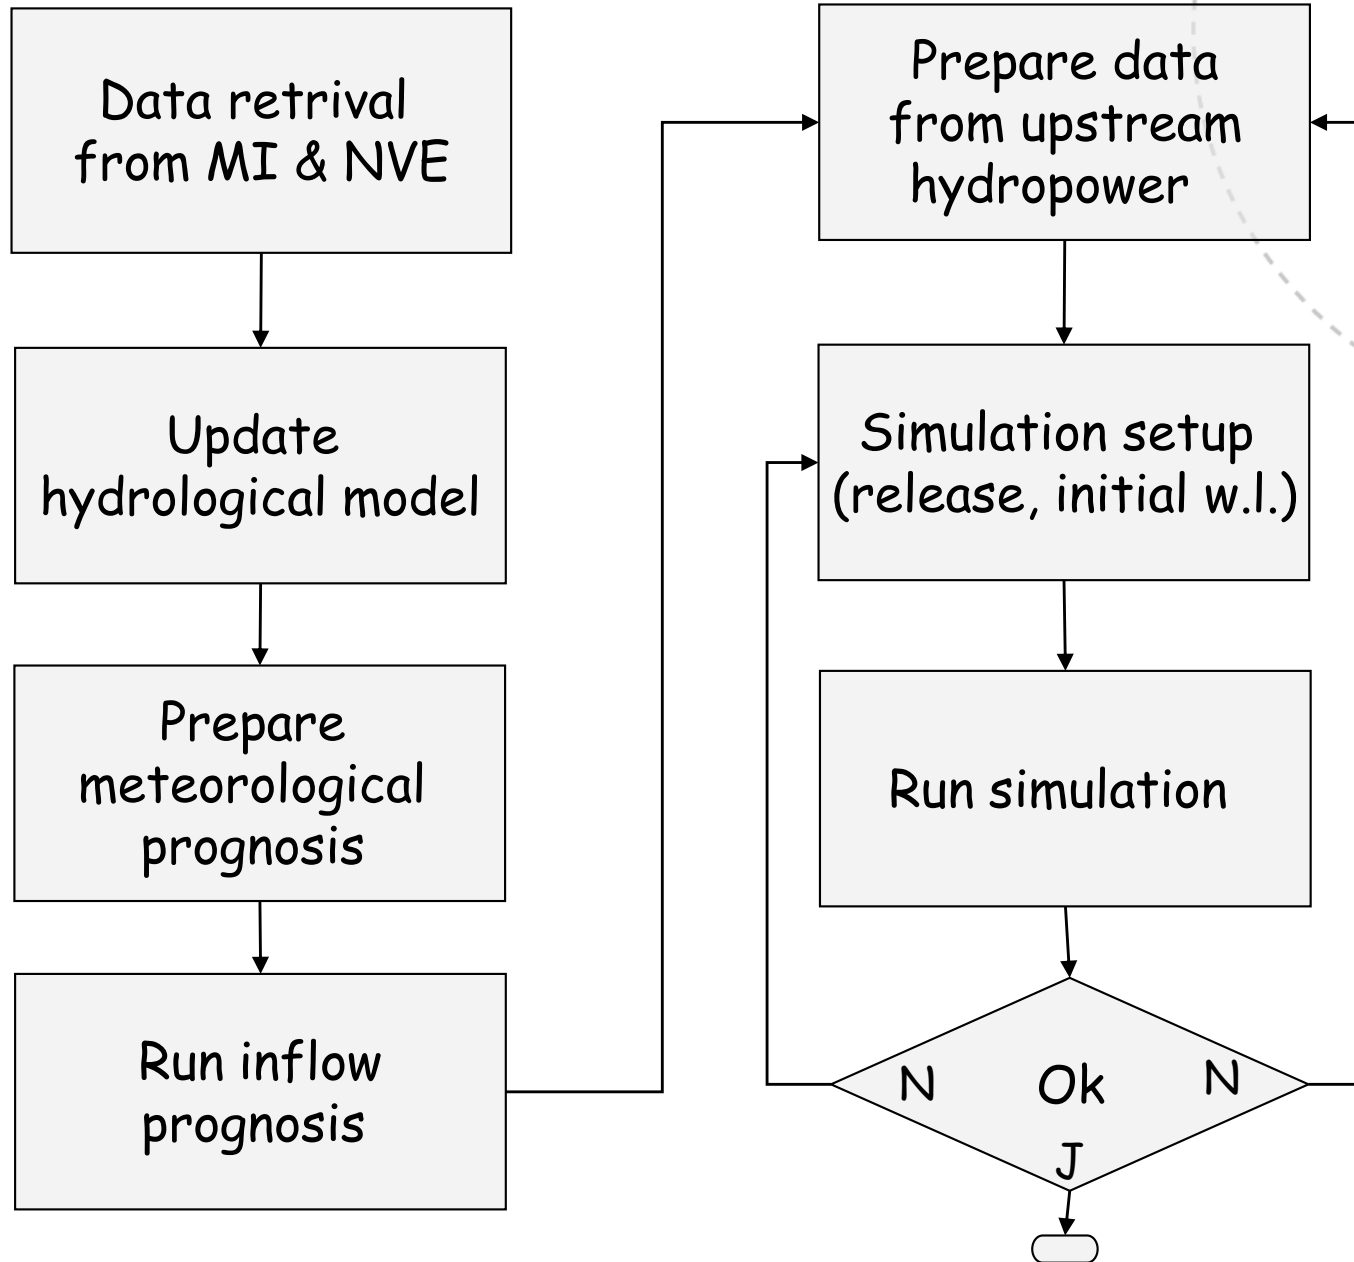 Data retrival
from MI & NVE
Update
hydrological model
Prepare
meteorological
prognosis
Run inflow
prognosis
Prepare data
from upstream
hydropower
Simulation setup
(release, initial w.l.)
Run simulation
N Ok N
J